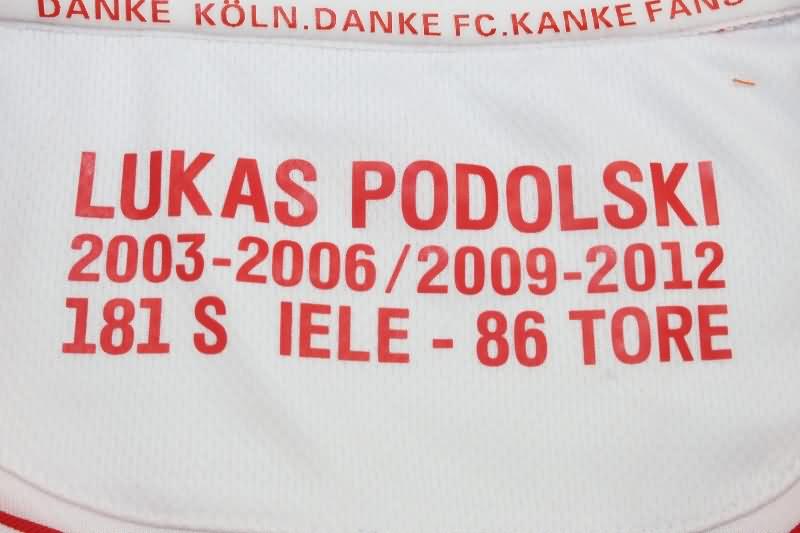 DANKE KÖLN.DANKE FC.KANKE FANS
LUKAS PODOLSKI
2003-2006/2009-2012
181 S IELE - 86 TORE